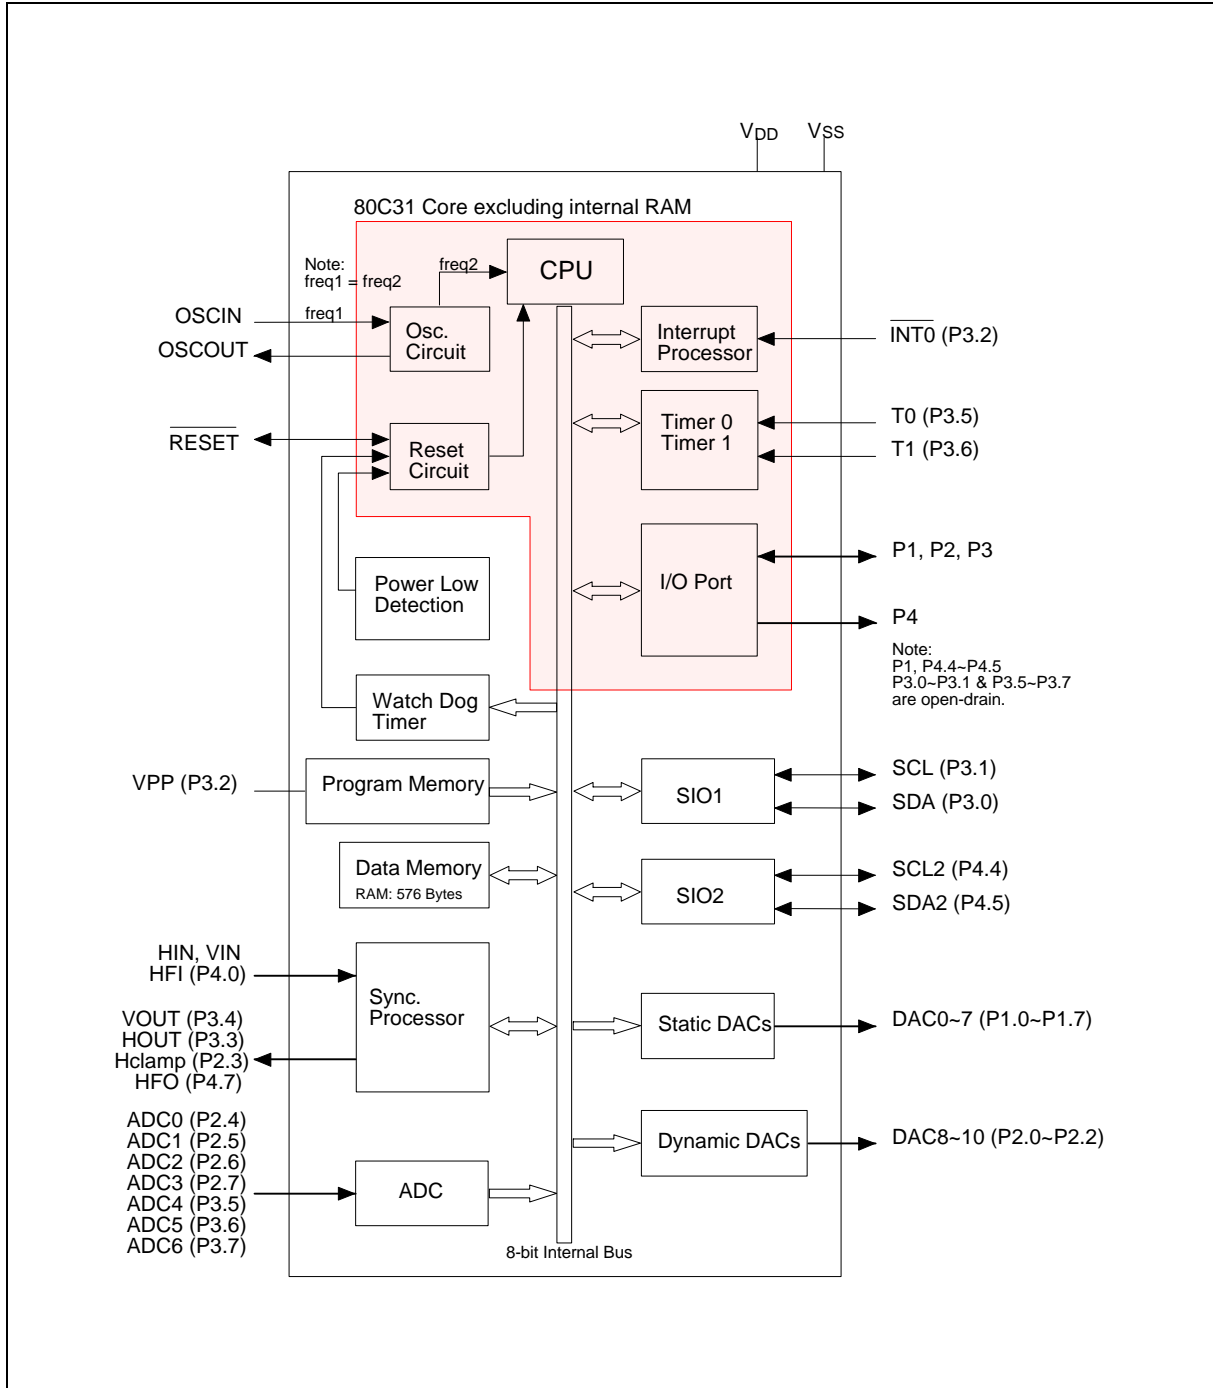 VDD VSS
80C31 Core excluding internal RAM
Note:
freq1 = freq2
freq2
CPU
OSCIN
freq1
OSCOUT
Osc.
Circuit
Interrupt
Processor
INT0 (P3.2)
RESET
Reset
Circuit
Timer 0
Timer 1
T0 (P3.5)
T1 (P3.6)
Power Low
Detection
I/O Port
P1, P2, P3
P4
Note:
P1, P4.4~P4.5
P3.0~P3.1 & P3.5~P3.7
are open-drain.
Watch Dog
Timer
VPP (P3.2)
Program Memory
SIO1
SCL (P3.1)
SDA (P3.0)
Data Memory
RAM: 576 Bytes
SIO2
SCL2 (P4.4)
SDA2 (P4.5)
HIN, VIN
HFI (P4.0)
VOUT (P3.4)
HOUT (P3.3)
Hclamp (P2.3)
HFO (P4.7)
Sync.
Processor
Static DACs
DAC0~7 (P1.0~P1.7)
ADC0 (P2.4)
ADC1 (P2.5)
ADC2 (P2.6)
ADC3 (P2.7)
ADC4 (P3.5)
ADC5 (P3.6)
ADC6 (P3.7)
ADC
Dynamic DACs
DAC8~10 (P2.0~P2.2)
8-bit Internal Bus